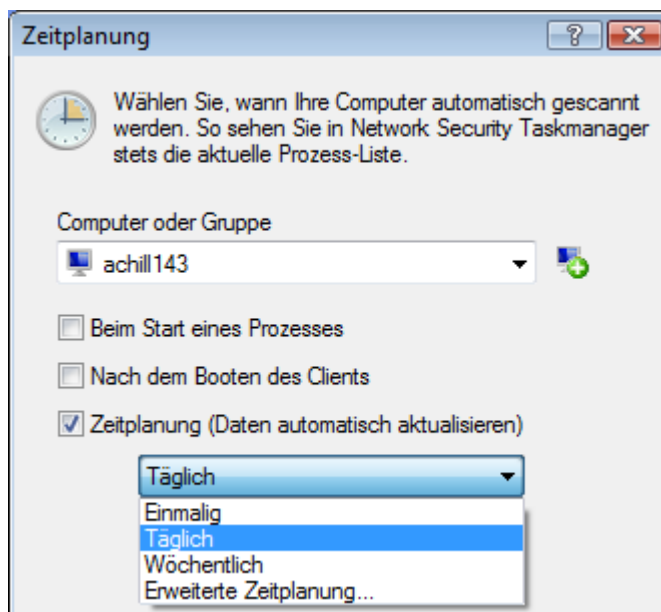 Zeitplanung
Wählen Sie, wann Ihre Computer automatisch gescannt
werden. So sehen Sie in Network Security Taskmanager
stets die aktuelle Prozess-Liste.
Computer oder Gruppe
achill143
Beim Start eines Prozesses
Nach dem Booten des Clients
Zeitplanung (Daten automatisch aktualisieren)
Täglich
Einmalig
Täglich
Wöchentlich
Erweiterte Zeitplanung...